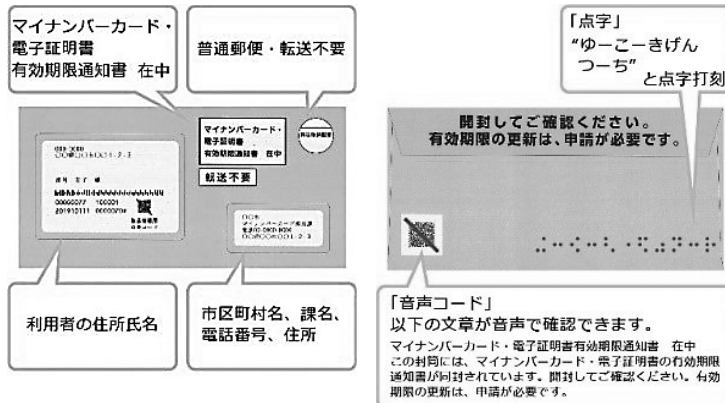 マイナンバーカード・
電子証明書
有効期限通知書 在中
普通郵便・転送不要
「点字」
“ゆーこーきげん
つーち”
と点字打刻
マイナンバーカード・
電子証明書
有効期限通知書 在中
転送不要
開封してご確認ください。
有効期限の更新は、申請が必要です。
利用者の住所氏名
市区町村名、課名、
電話番号、住所
「音声コード」
以下の文章が音声で確認できます。
マイナンバーカード・電子証明書有効期限通知書 在中
この封筒には、マイナンバーカード・電子証明書の有効期限
通知書が同封されています。開封してご確認ください。有効
期限の更新は、申請が必要です。